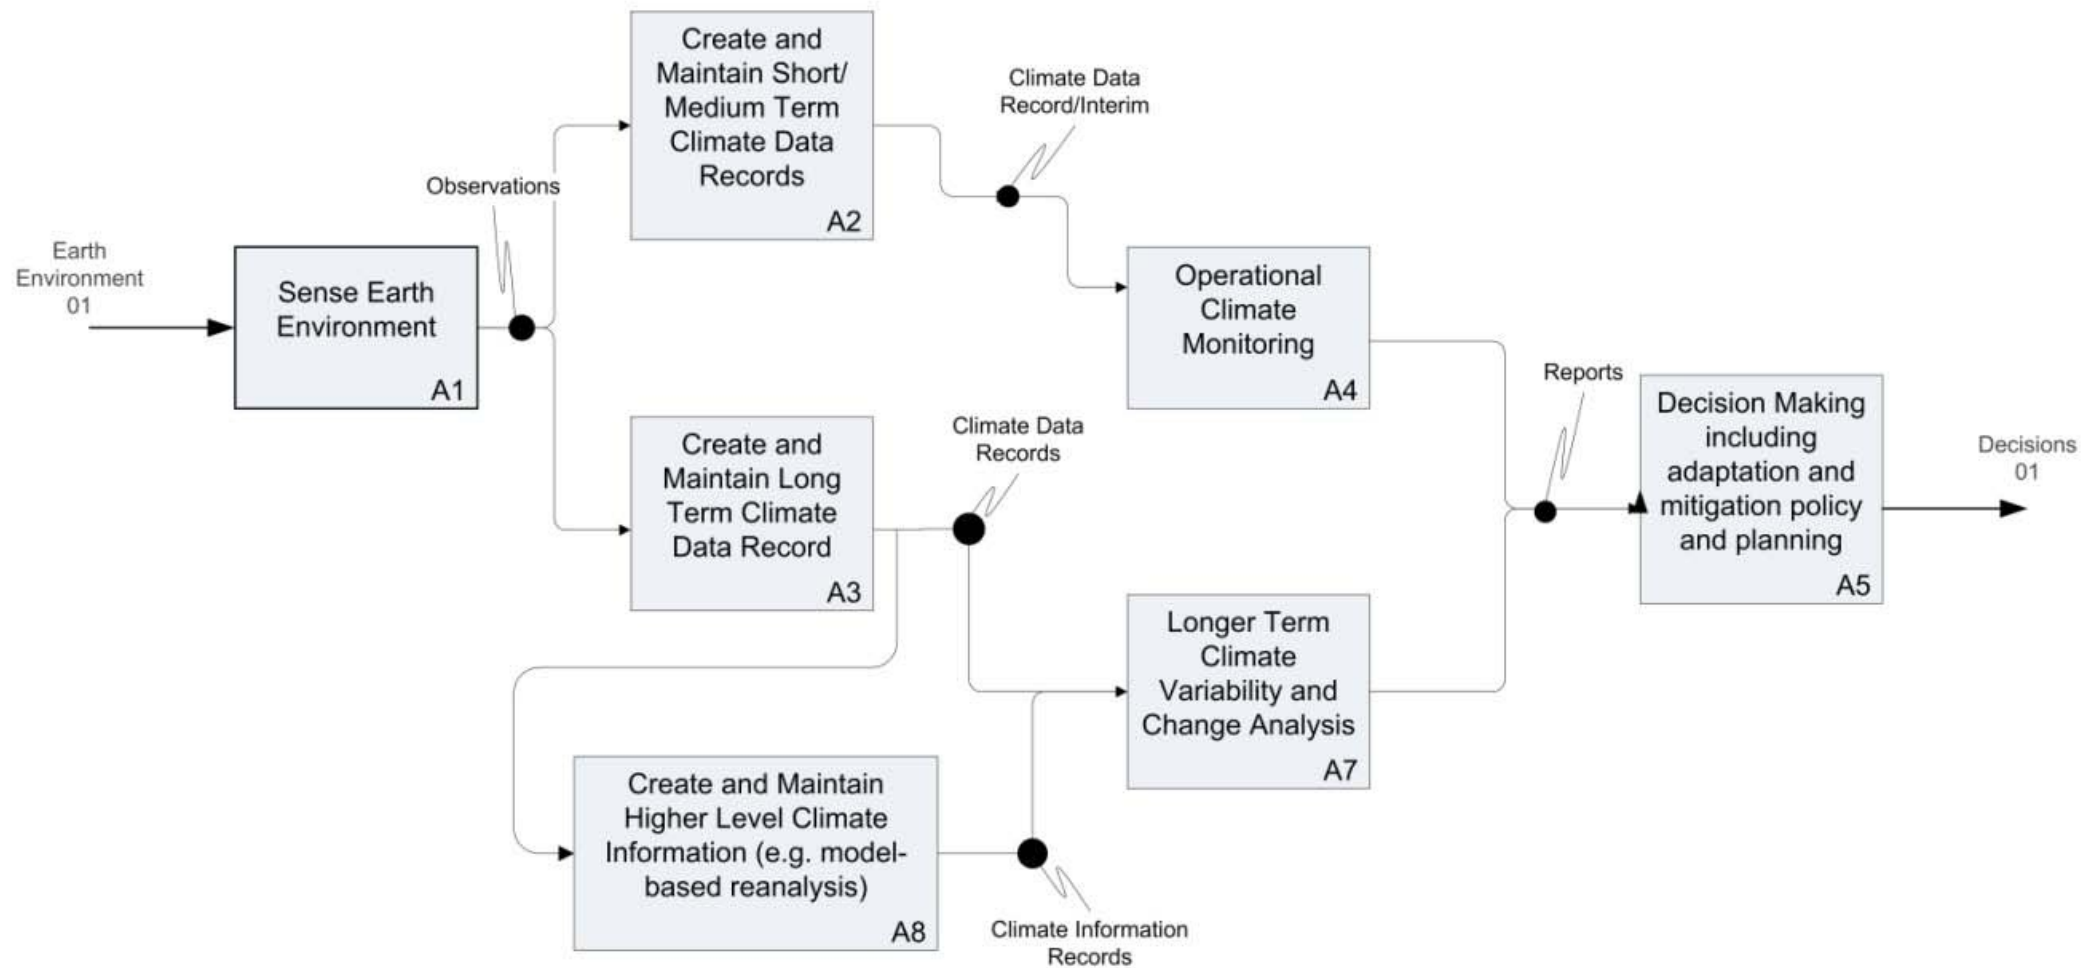 Earth
Environment
01
Sense Earth
Environment
A1
Observations
Create and
Maintain Short/
Medium Term
Climate Data
Records
A2
Climate Data
Record/Interim
Create and
Maintain Long
Term Climate
Data Record
A3
Climate Data
Records
Create and Maintain
Higher Level Climate
Information (e.g. model-
based reanalysis)
A8
Climate Information
Records
Operational
Climate
Monitoring
A4
Longer Term
Climate
Variability and
Change Analysis
A7
Reports
Decision Making
including
adaptation and
mitigation policy
and planning
A5
Decisions
01